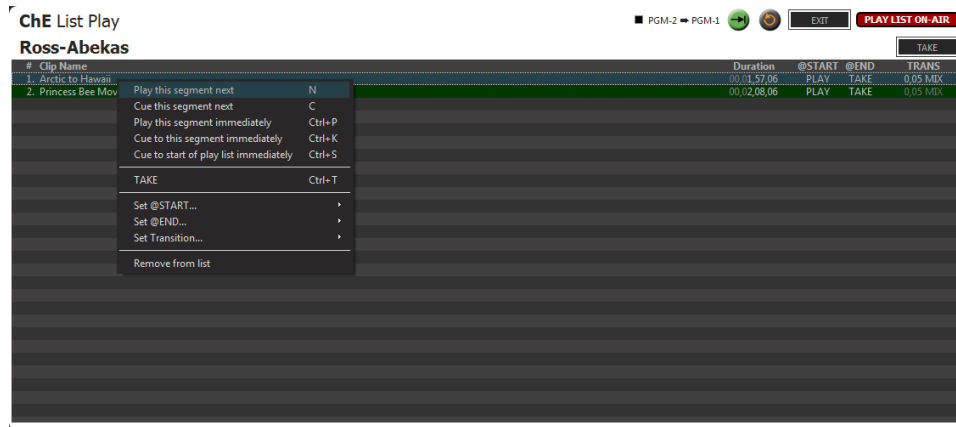 ChE List Play
PGM-2 ➡ PGM-1 EXIT PLAY LIST ON-AIR
Ross-Abekas
TAKE
# Clip Name Duration @START @END TRANS
1. Arctic to Hawaii 00,01,57,06 PLAY TAKE 0,05 MIX
2. Princess Bee Mov 00,02,08,06 PLAY TAKE 0,05 MIX
Play this segment next N
Cue this segment next C
Play this segment immediately Ctrl+P
Cue to this segment immediately Ctrl+K
Cue to start of play list immediately Ctrl+S
TAKE Ctrl+T
Set @START...
Set @END...
Set Transition...
Remove from list